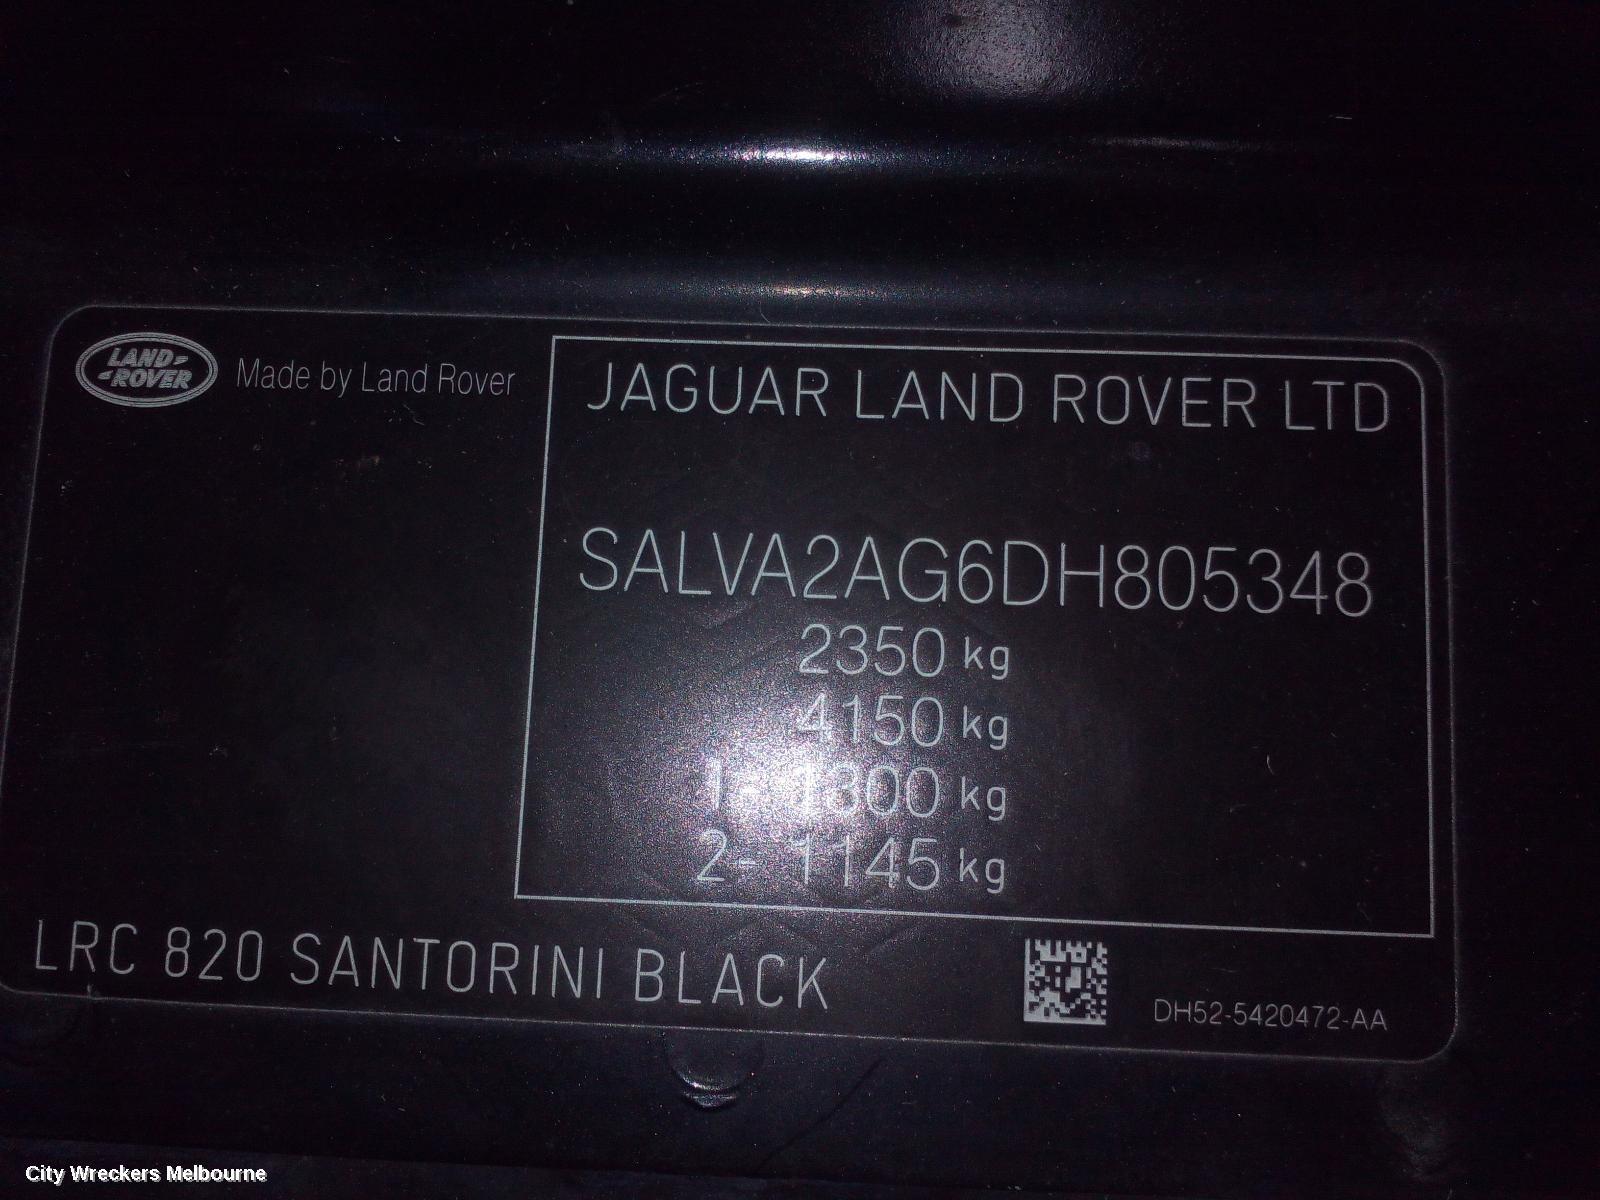 LAND-
-ROVER
Made by Land Rover
JAGUAR LAND ROVER LTD
SALVA2AG6DH805348
2350 kg
4150 kg
1- 1300 kg
2- 1145 kg
LRC 820 SANTORINI BLACK
DH52-5420472-AA
City Wreckers Melbourne